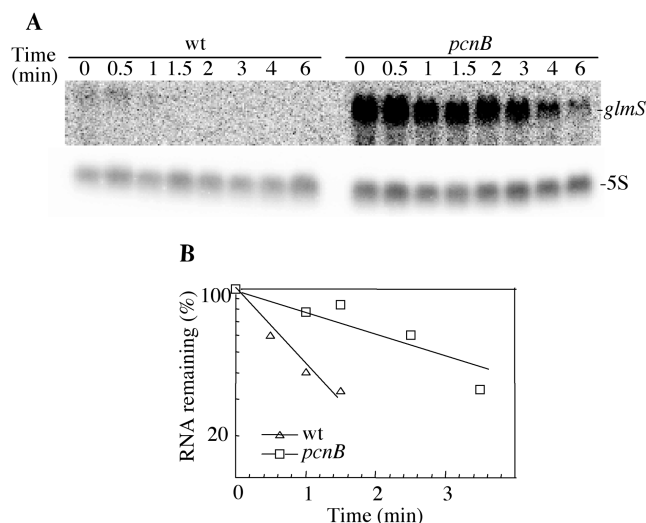 A
wt pcnB
Time (min) 0 0.5 1 1.5 2 3 4 6 0 0.5 1 1.5 2 3 4 6
-glmS
-5S
B
RNA remaining (%)
100
20
wt
pcnB
0 1 2 3
Time (min)